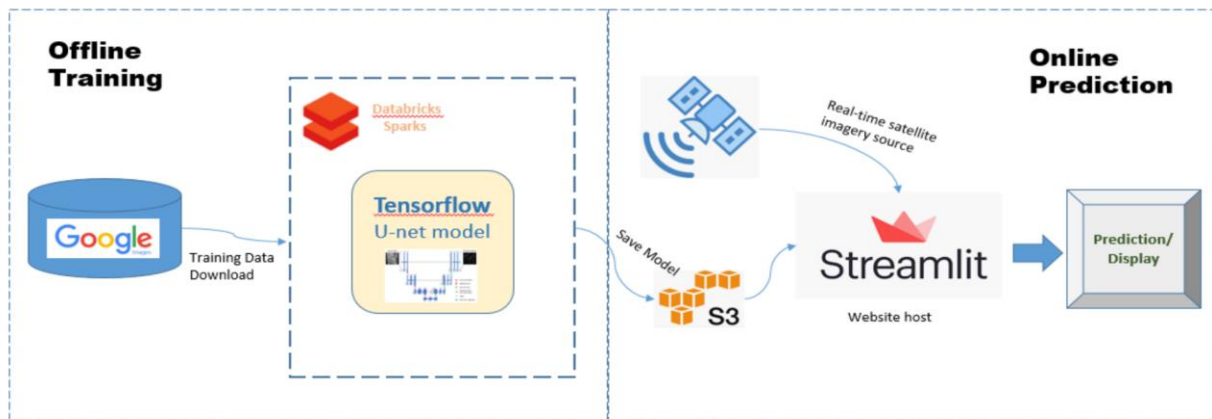 Offline
Training
Databricks
Sparks
Google
images
Training Data
Download
Tensorflow
U-net model
Save Model
S3
Online
Prediction
Real-time satellite
imagery source
Streamlit
Website host
Prediction/
Display